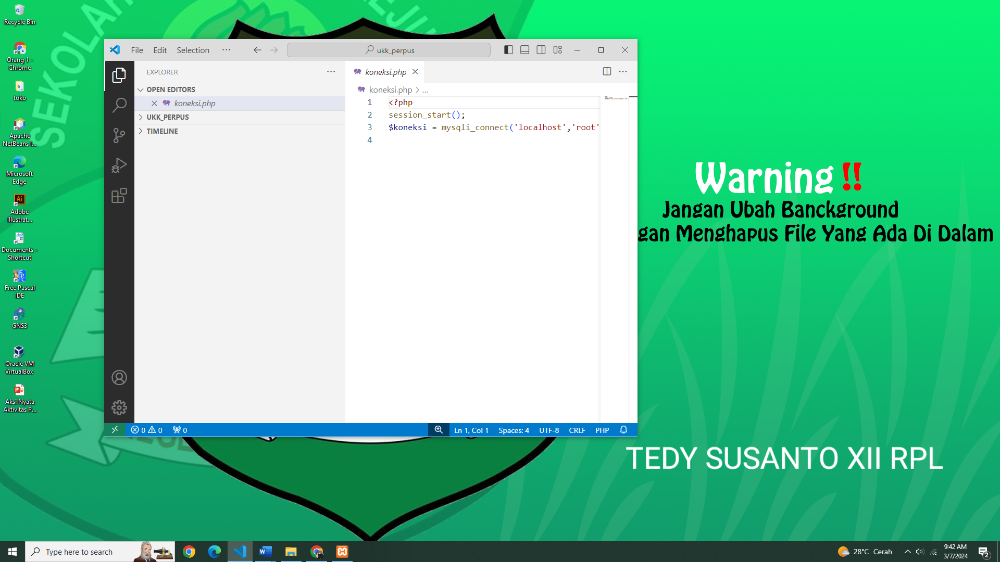 SEKOLAH
Recycle Bin
Orang 1 -
Chrome
toko
Apache
NetBeans I...
Microsoft
Edge
Adobe
Illustrat...
Documents -
Shortcut
Free Pascal
IDE
GNS3
Oracle VM
VirtualBox
Aksi Nyata
Aktivitas P...
File Edit Selection ...
ukk_perpus
EXPLORER
OPEN EDITORS
koneksi.php
UKK_PERPUS
TIMELINE
koneksi.php
koneksi.php > ...
1 <?php
2 session_start();
3 $koneksi = mysqli_connect('localhost','root'
4
0 0 0
Ln 1, Col 1 Spaces: 4 UTF-8 CRLF PHP
Warning !!
Jangan Ubah Banckground
gan Menghapus File Yang Ada Di Dalam
TEDY SUSANTO XII RPL
Type here to search
28°C Cerah
9:42 AM
3/7/2024
2